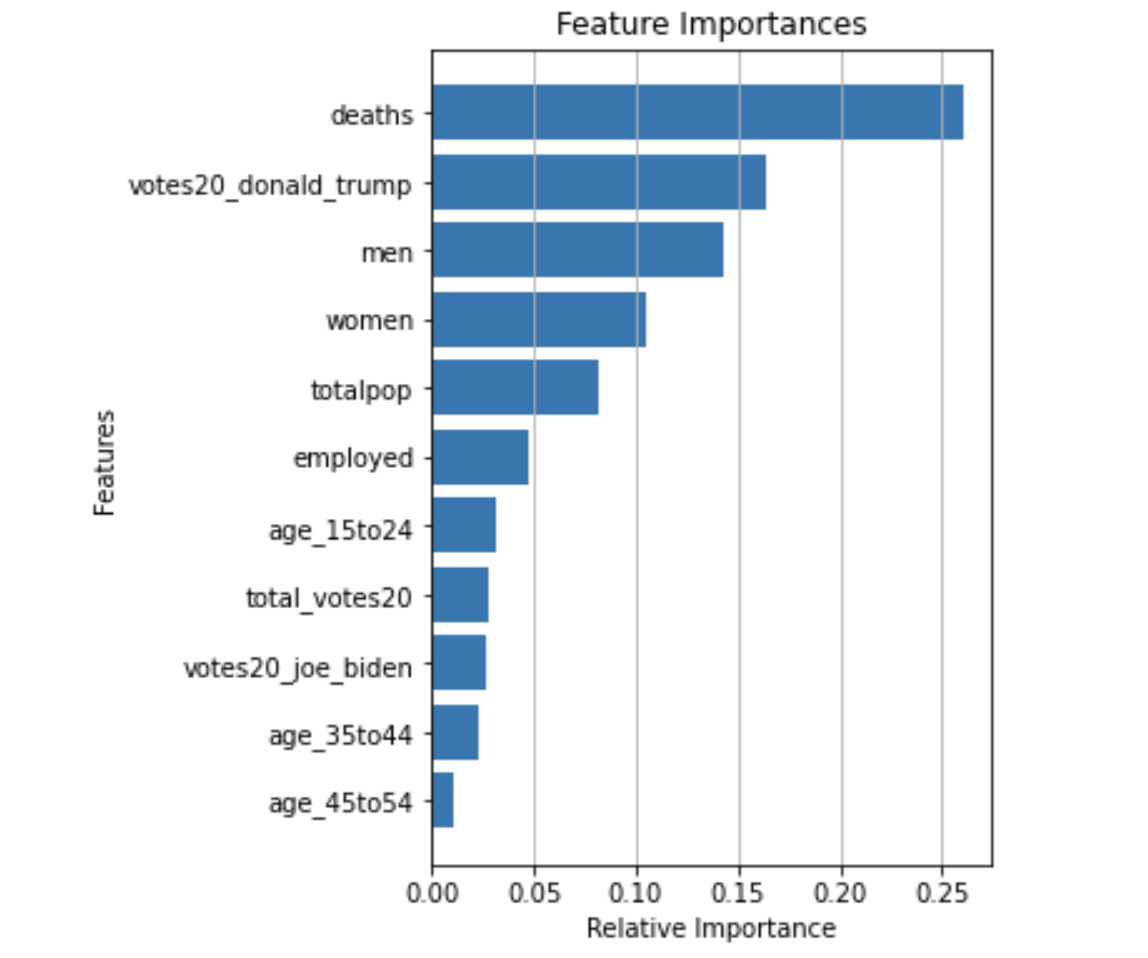 Feature Importances
deaths
votes20_donald_trump
men
women
totalpop
employed
age_15to24
total_votes20
votes20_joe_biden
age_35to44
age_45to54
Features
0.00 0.05 0.10 0.15 0.20 0.25
Relative Importance